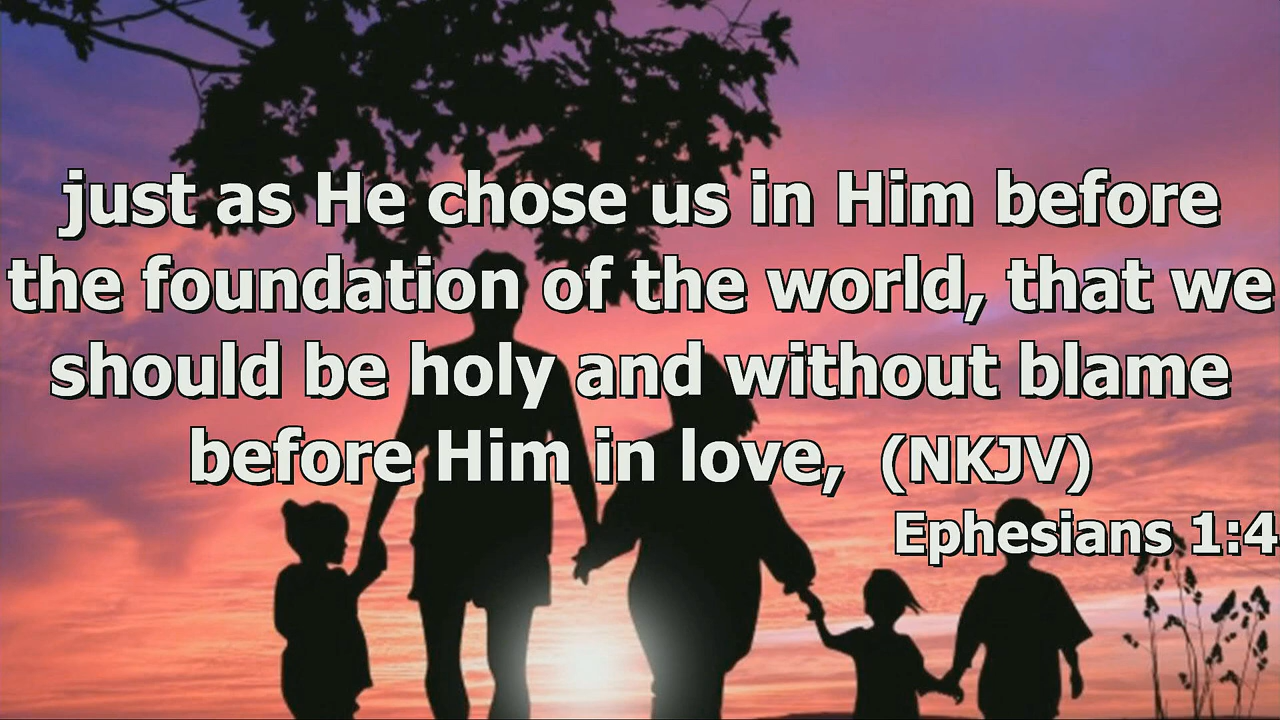 just as He chose us in Him before
the foundation of the world, that we
should be holy and without blame
before Him in love, (NKJV)
Ephesians 1:4